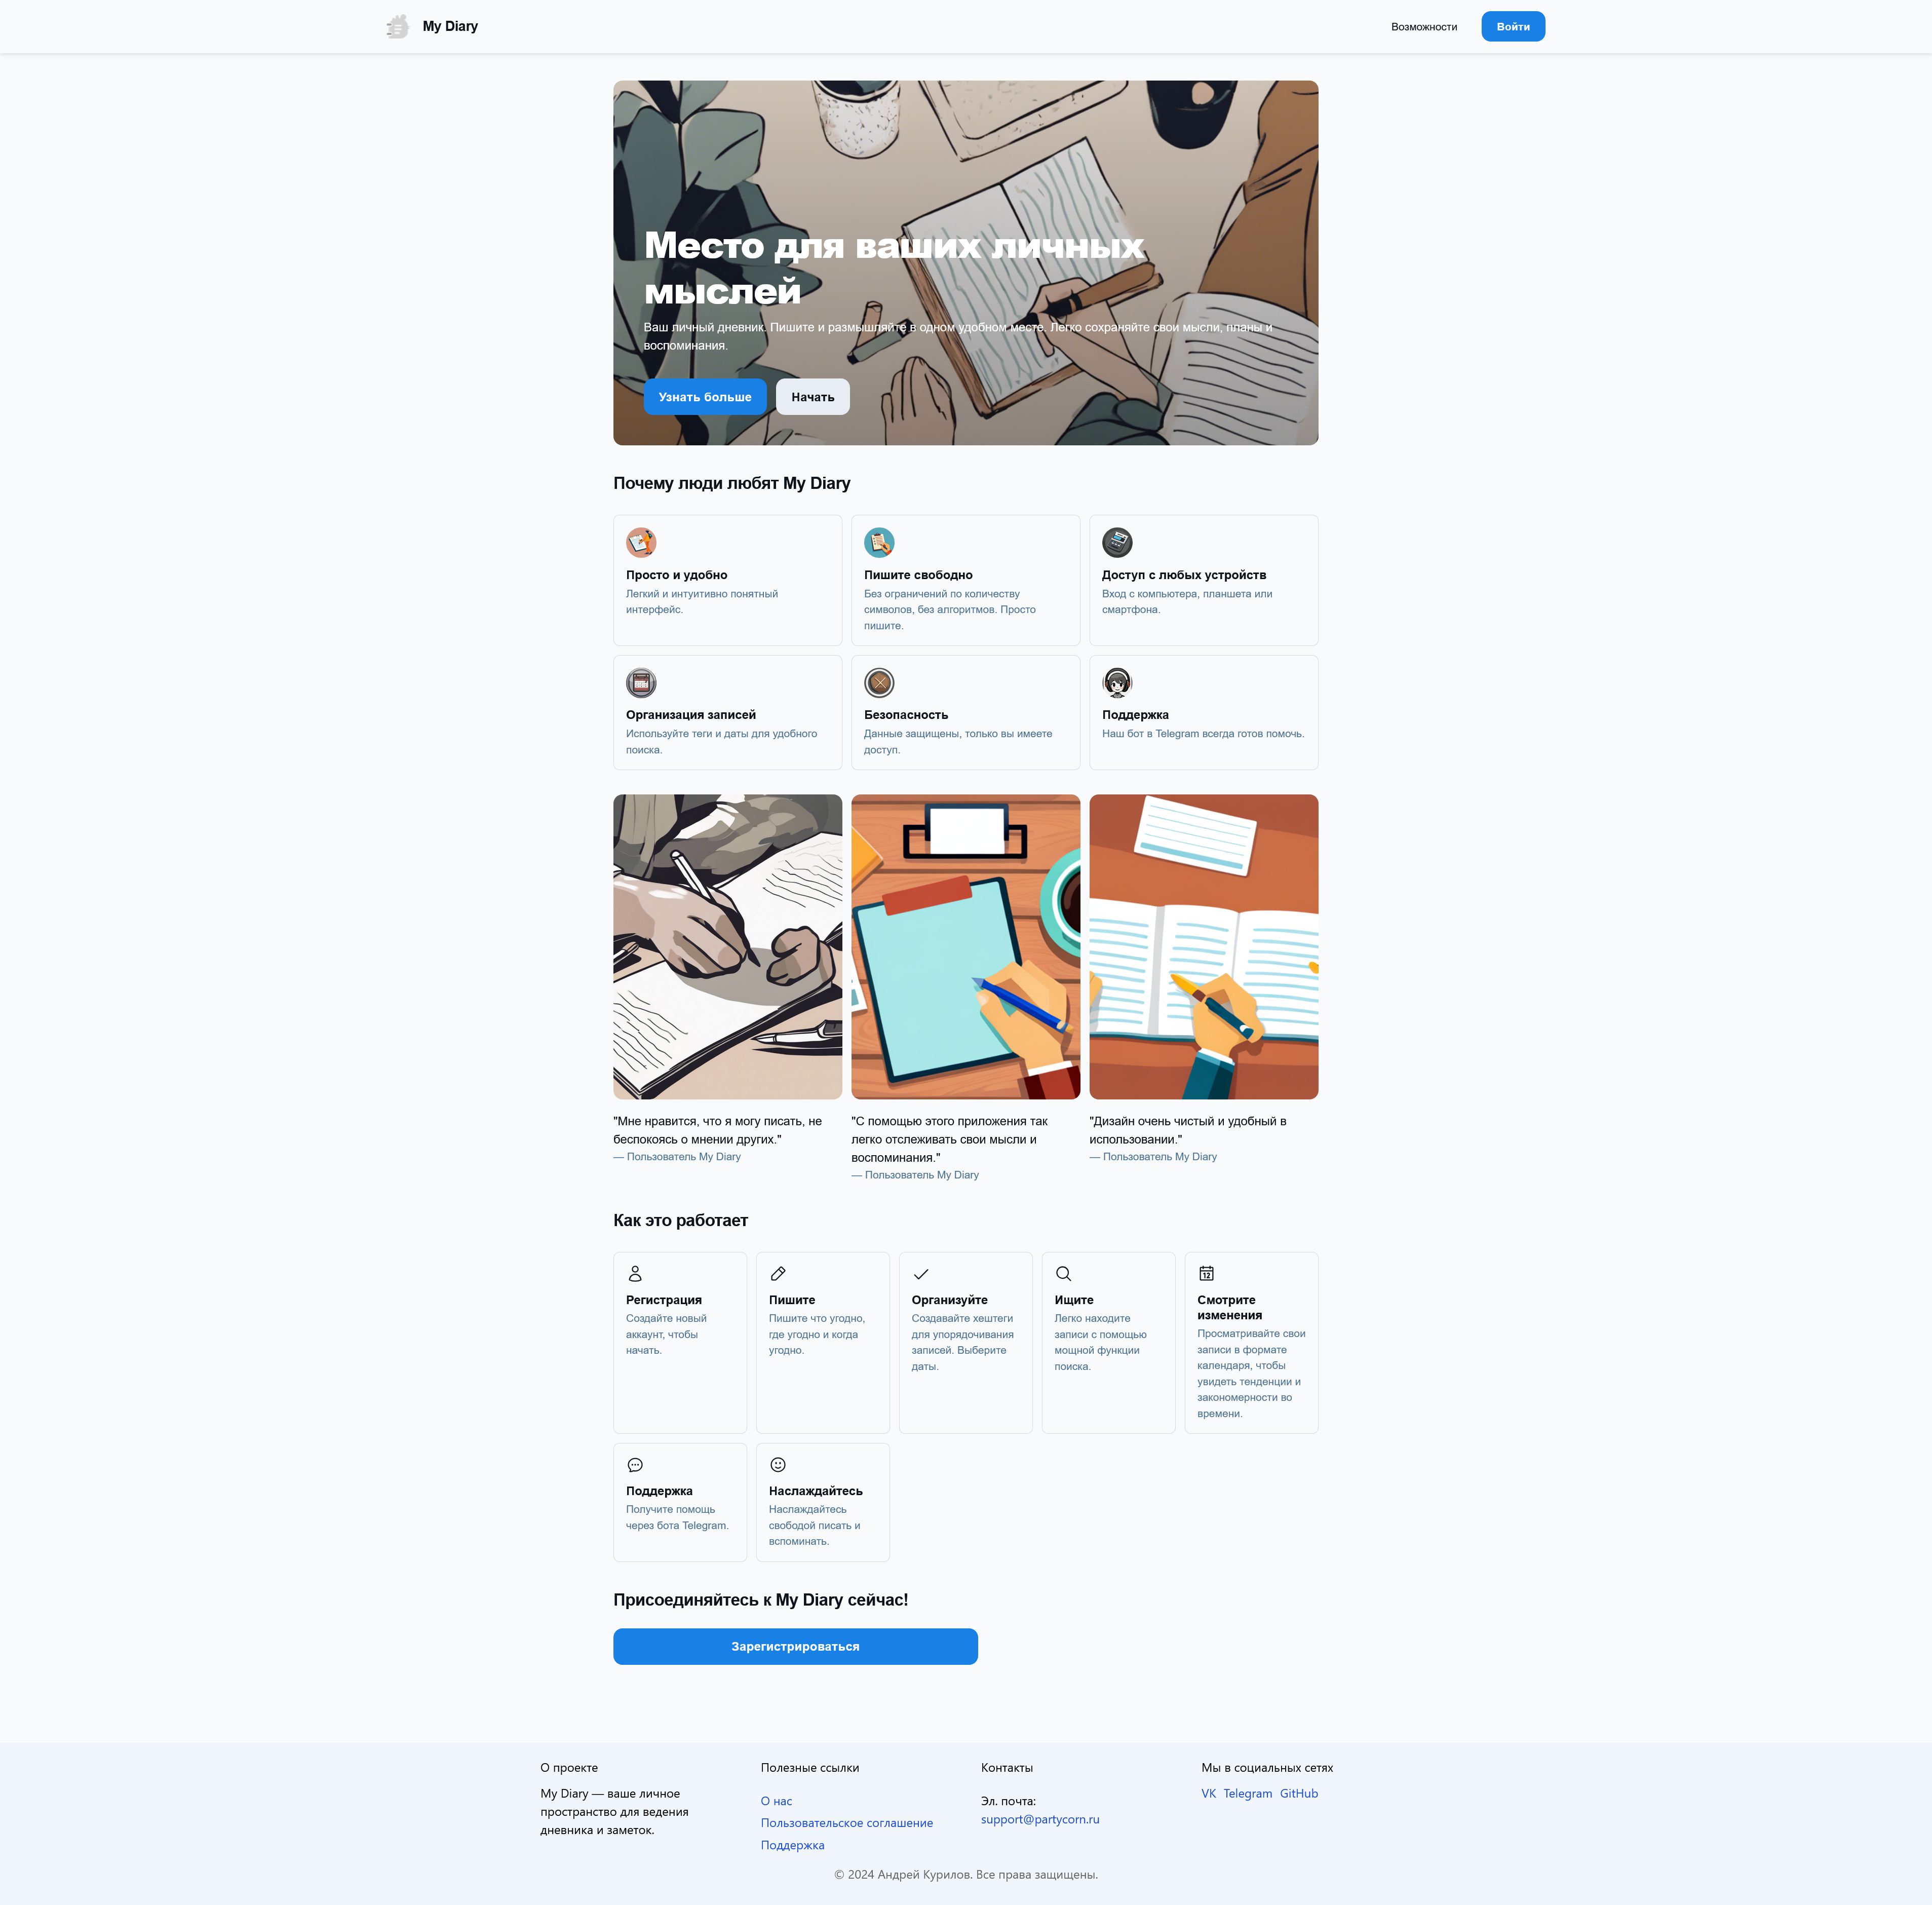 My Diary
Возможности
Войти
Место для ваших личных
мыслей
Ваш личный дневник. Пишите и размышляйте в одном удобном месте. Легко сохраняйте свои мысли, планы и
воспоминания.
Узнать больше
Начать
Почему люди любят My Diary
Просто и удобно
Легкий и интуитивно понятный
интерфейс.
Пишите свободно
Без ограничений по количеству
символов, без алгоритмов. Просто
пишите.
Доступ с любых устройств
Вход с компьютера, планшета или
смартфона.
Организация записей
Используйте теги и даты для удобного
поиска.
Безопасность
Данные защищены, только вы имеете
доступ.
Поддержка
Наш бот в Telegram всегда готов помочь.
"Мне нравится, что я могу писать, не
беспокоясь о мнении других."
— Пользователь My Diary
"С помощью этого приложения так
легко отслеживать свои мысли и
воспоминания."
— Пользователь My Diary
"Дизайн очень чистый и удобный в
использовании."
— Пользователь My Diary
Как это работает
Регистрация
Создайте новый
аккаунт, чтобы
начать.
Пишите
Пишите что угодно,
где угодно и когда
угодно.
Организуйте
Создавайте хештеги
для упорядочивания
записей. Выберите
даты.
Ищите
Легко находите
записи с помощью
мощной функции
поиска.
12
Смотрите
изменения
Просматривайте свои
записи в формате
календаря, чтобы
увидеть тенденции и
закономерности во
времени.
Поддержка
Получите помощь
через бота Telegram.
Наслаждайтесь
Наслаждайтесь
свободой писать и
вспоминать.
Присоединяйтесь к My Diary сейчас!
Зарегистрироваться
О проекте
My Diary — ваше личное
пространство для ведения
дневника и заметок.
Полезные ссылки
О нас
Пользовательское соглашение
Поддержка
Контакты
Эл. почта:
support@partycorn.ru
Мы в социальных сетях
VK Telegram GitHub
© 2024 Андрей Курилов. Все права защищены.